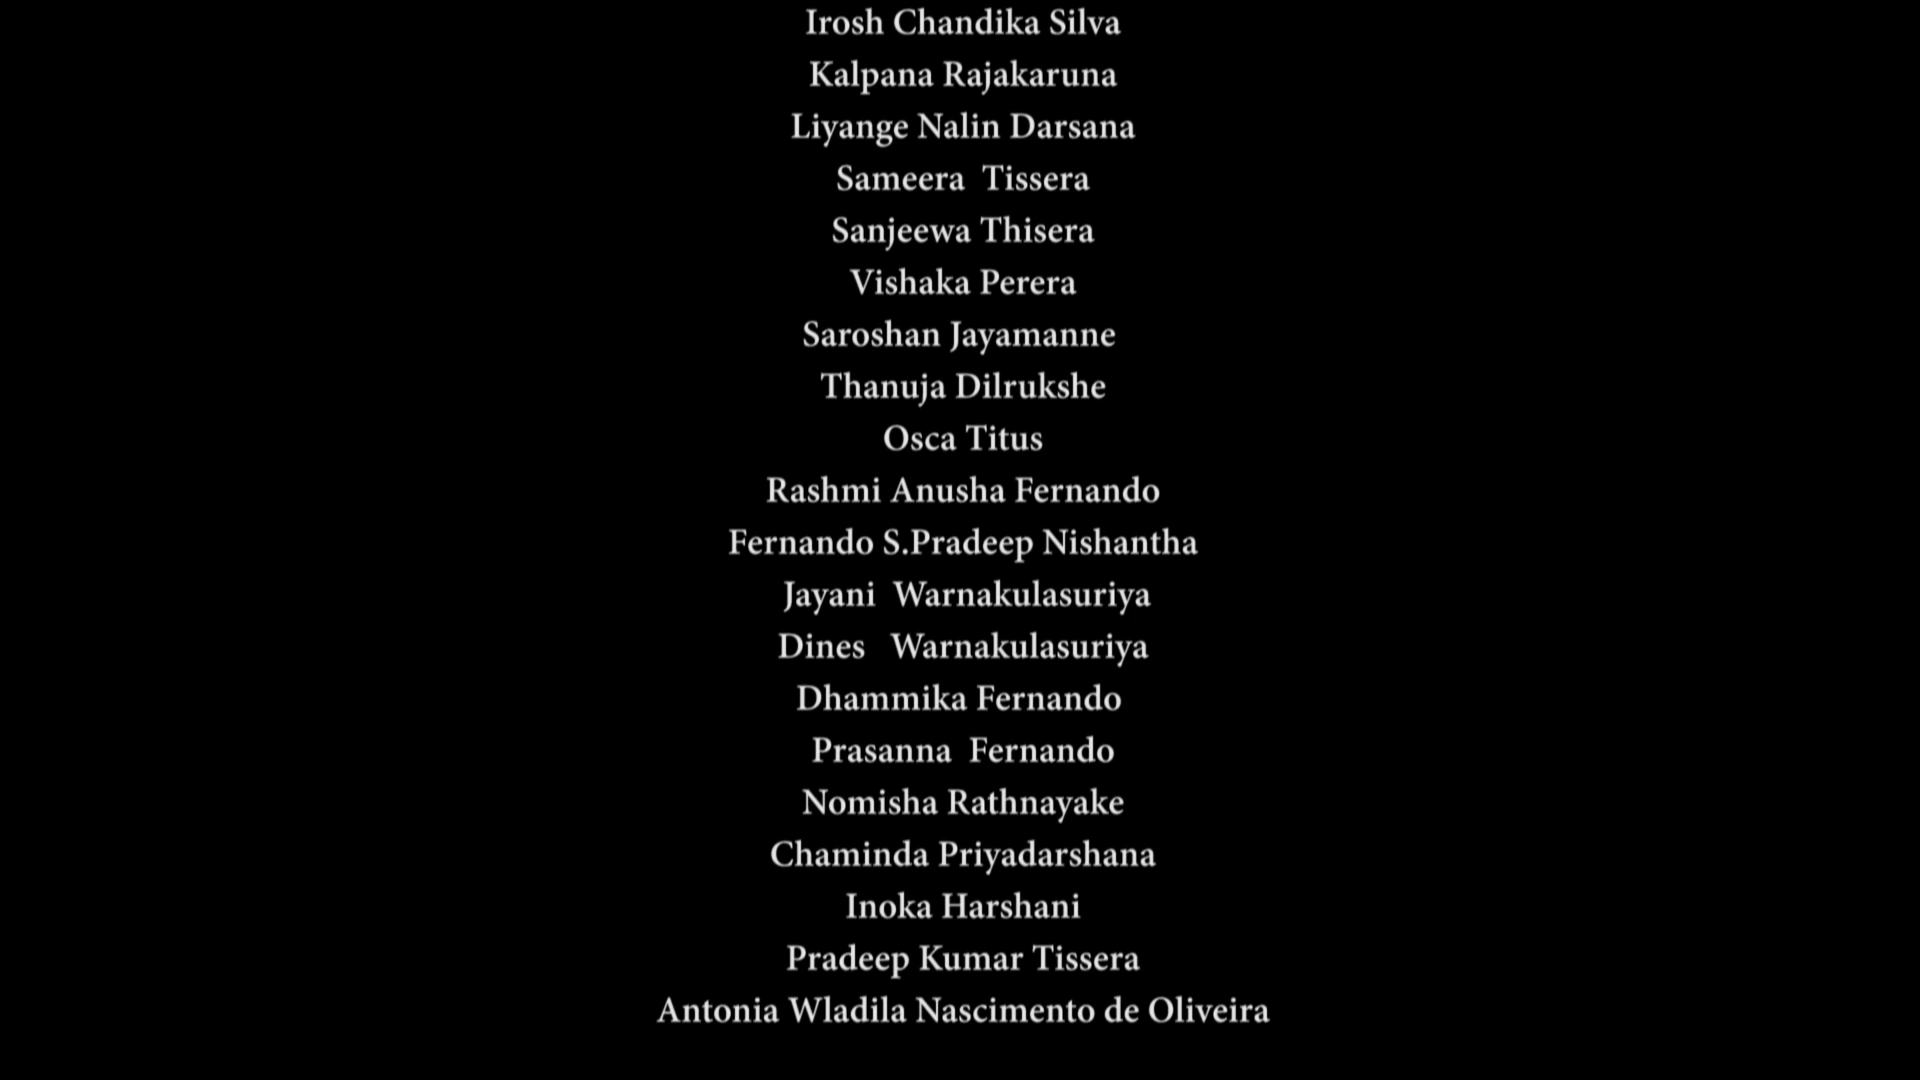 Irosh Chandika Silva
Kalpana Rajakaruna
Liyange Nalin Darsana
Sameera  Tissera
Sanjeewa Thisera
Vishaka Perera
Saroshan Jayamanne
Thanuja Dilrukshe
Osca Titus
Rashmi Anusha Fernando
Fernando S.Pradeep Nishantha
Jayani  Warnakulasuriya
Dines   Warnakulasuriya
Dhammika Fernando
Prasanna  Fernando
Nomisha Rathnayake
Chaminda Priyadarshana
Inoka Harshani
Pradeep Kumar Tissera
Antonia Wladila Nascimento de Oliveira